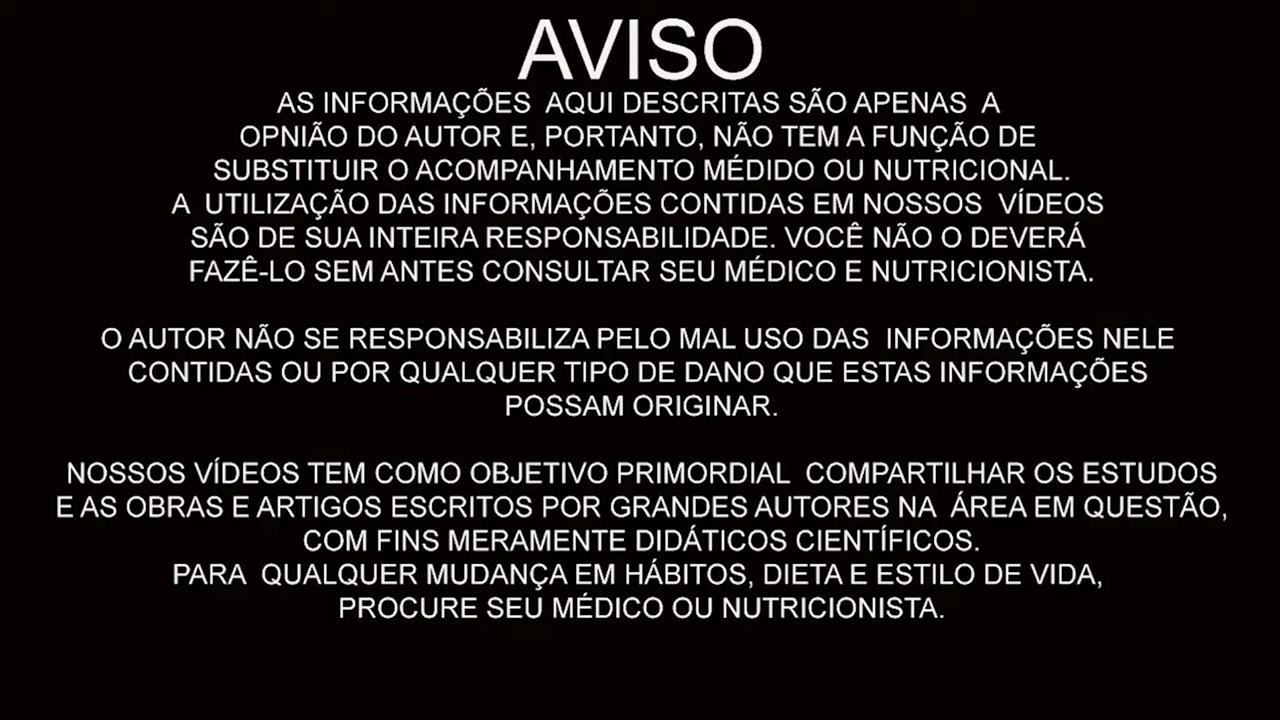 AVISO
AS INFORMAÇÕES AQUI DESCRITAS SÃO APENAS A
OPNIÃO DO AUTOR E, PORTANTO, NÃO TEM A FUNÇÃO DE
SUBSTITUIR O ACOMPANHAMENTO MÉDIDO OU NUTRICIONAL.
A UTILIZAÇÃO DAS INFORMAÇÕES CONTIDAS EM NOSSOS VÍDEOS
SÃO DE SUA INTEIRA RESPONSABILIDADE. VOCÊ NÃO O DEVERÁ
FAZÊ-LO SEM ANTES CONSULTAR SEU MÉDICO E NUTRICIONISTA.
O AUTOR NÃO SE RESPONSABILIZA PELO MAL USO DAS INFORMAÇÕES NELE
CONTIDAS OU POR QUALQUER TIPO DE DANO QUE ESTAS INFORMAÇÕES
POSSAM ORIGINAR.
NOSSOS VÍDEOS TEM COMO OBJETIVO PRIMORDIAL COMPARTILHAR OS ESTUDOS
E AS OBRAS E ARTIGOS ESCRITOS POR GRANDES AUTORES NA ÁREA EM QUESTÃO,
COM FINS MERAMENTE DIDÁTICOS CIENTÍFICOS.
PARA QUALQUER MUDANÇA EM HÁBITOS, DIETA E ESTILO DE VIDA,
PROCURE SEU MÉDICO OU NUTRICIONISTA.